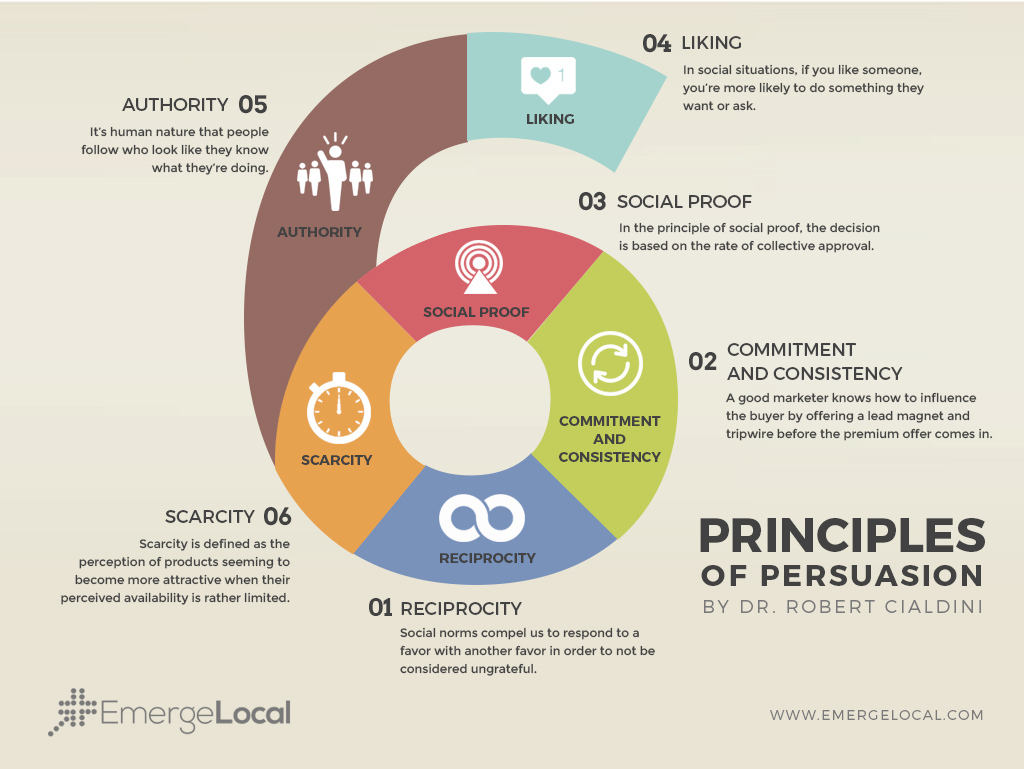 04 LIKING
In social situations, if you like someone,
you're more likely to do something they
want or ask.
1
LIKING
AUTHORITY 05
It's human nature that people
follow who look like they know
what they're doing.
AUTHORITY
03 SOCIAL PROOF
In the principle of social proof, the decision
is based on the rate of collective approval.
SOCIAL PROOF
02 COMMITMENT
AND CONSISTENCY
A good marketer knows how to influence
the buyer by offering a lead magnet and
tripwire before the premium offer comes in.
COMMITMENT
AND
CONSISTENCY
SCARCITY
SCARCITY 06
Scarcity is defined as the
perception of products seeming to
become more attractive when their
perceived availability is rather limited.
RECIPROCITY
01 RECIPROCITY
Social norms compel us to respond to a
favor with another favor in order to not be
considered ungrateful.
PRINCIPLES
OF PERSUASION
BY DR. ROBERT CIALDINI
EmergeLocal
WWW.EMERGELOCAL.COM